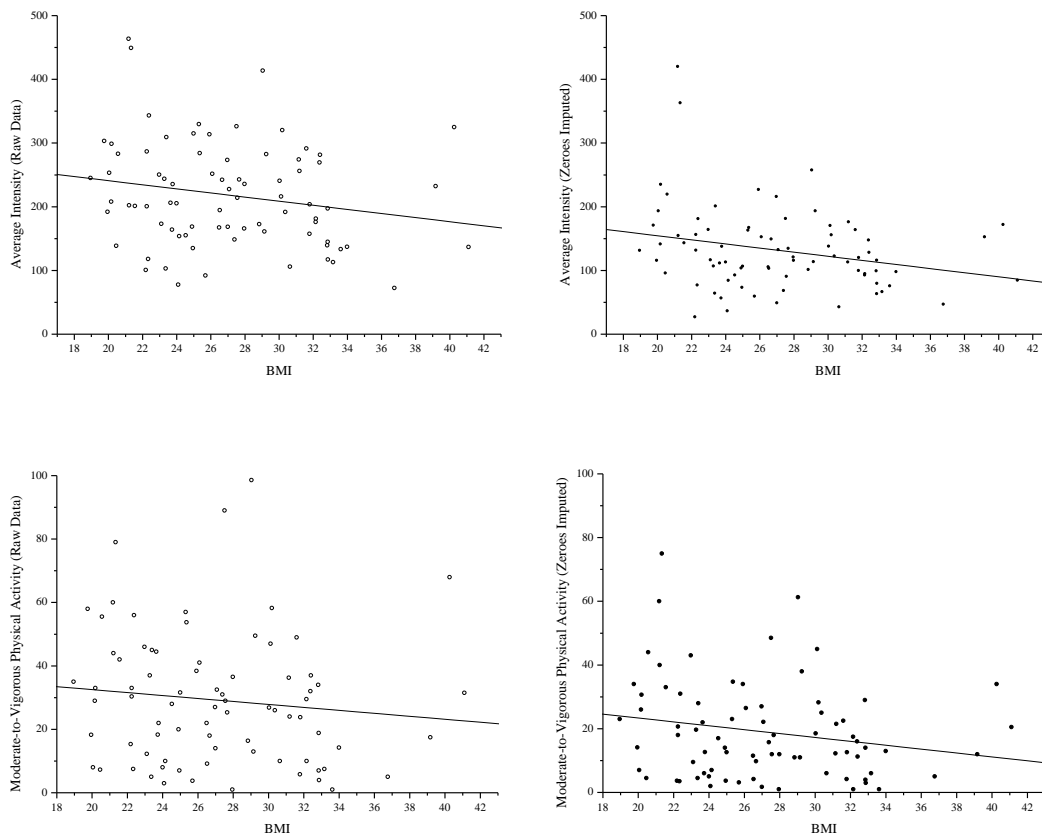 500
400
300
200
100
0
Average Intensity (Raw Data)
18 20 22 24 26 28 30 32 34 36 38 40 42
BMI
500
400
300
200
100
0
Average Intensity (Zeroes Imputed)
18 20 22 24 26 28 30 32 34 36 38 40 42
BMI
100
80
60
40
20
0
Moderate-to-Vigorous Physical Activity (Raw Data)
18 20 22 24 26 28 30 32 34 36 38 40 42
BMI
100
80
60
40
20
0
Moderate-to-Vigorous Physical Activity (Zeroes Imputed)
18 20 22 24 26 28 30 32 34 36 38 40 42
BMI